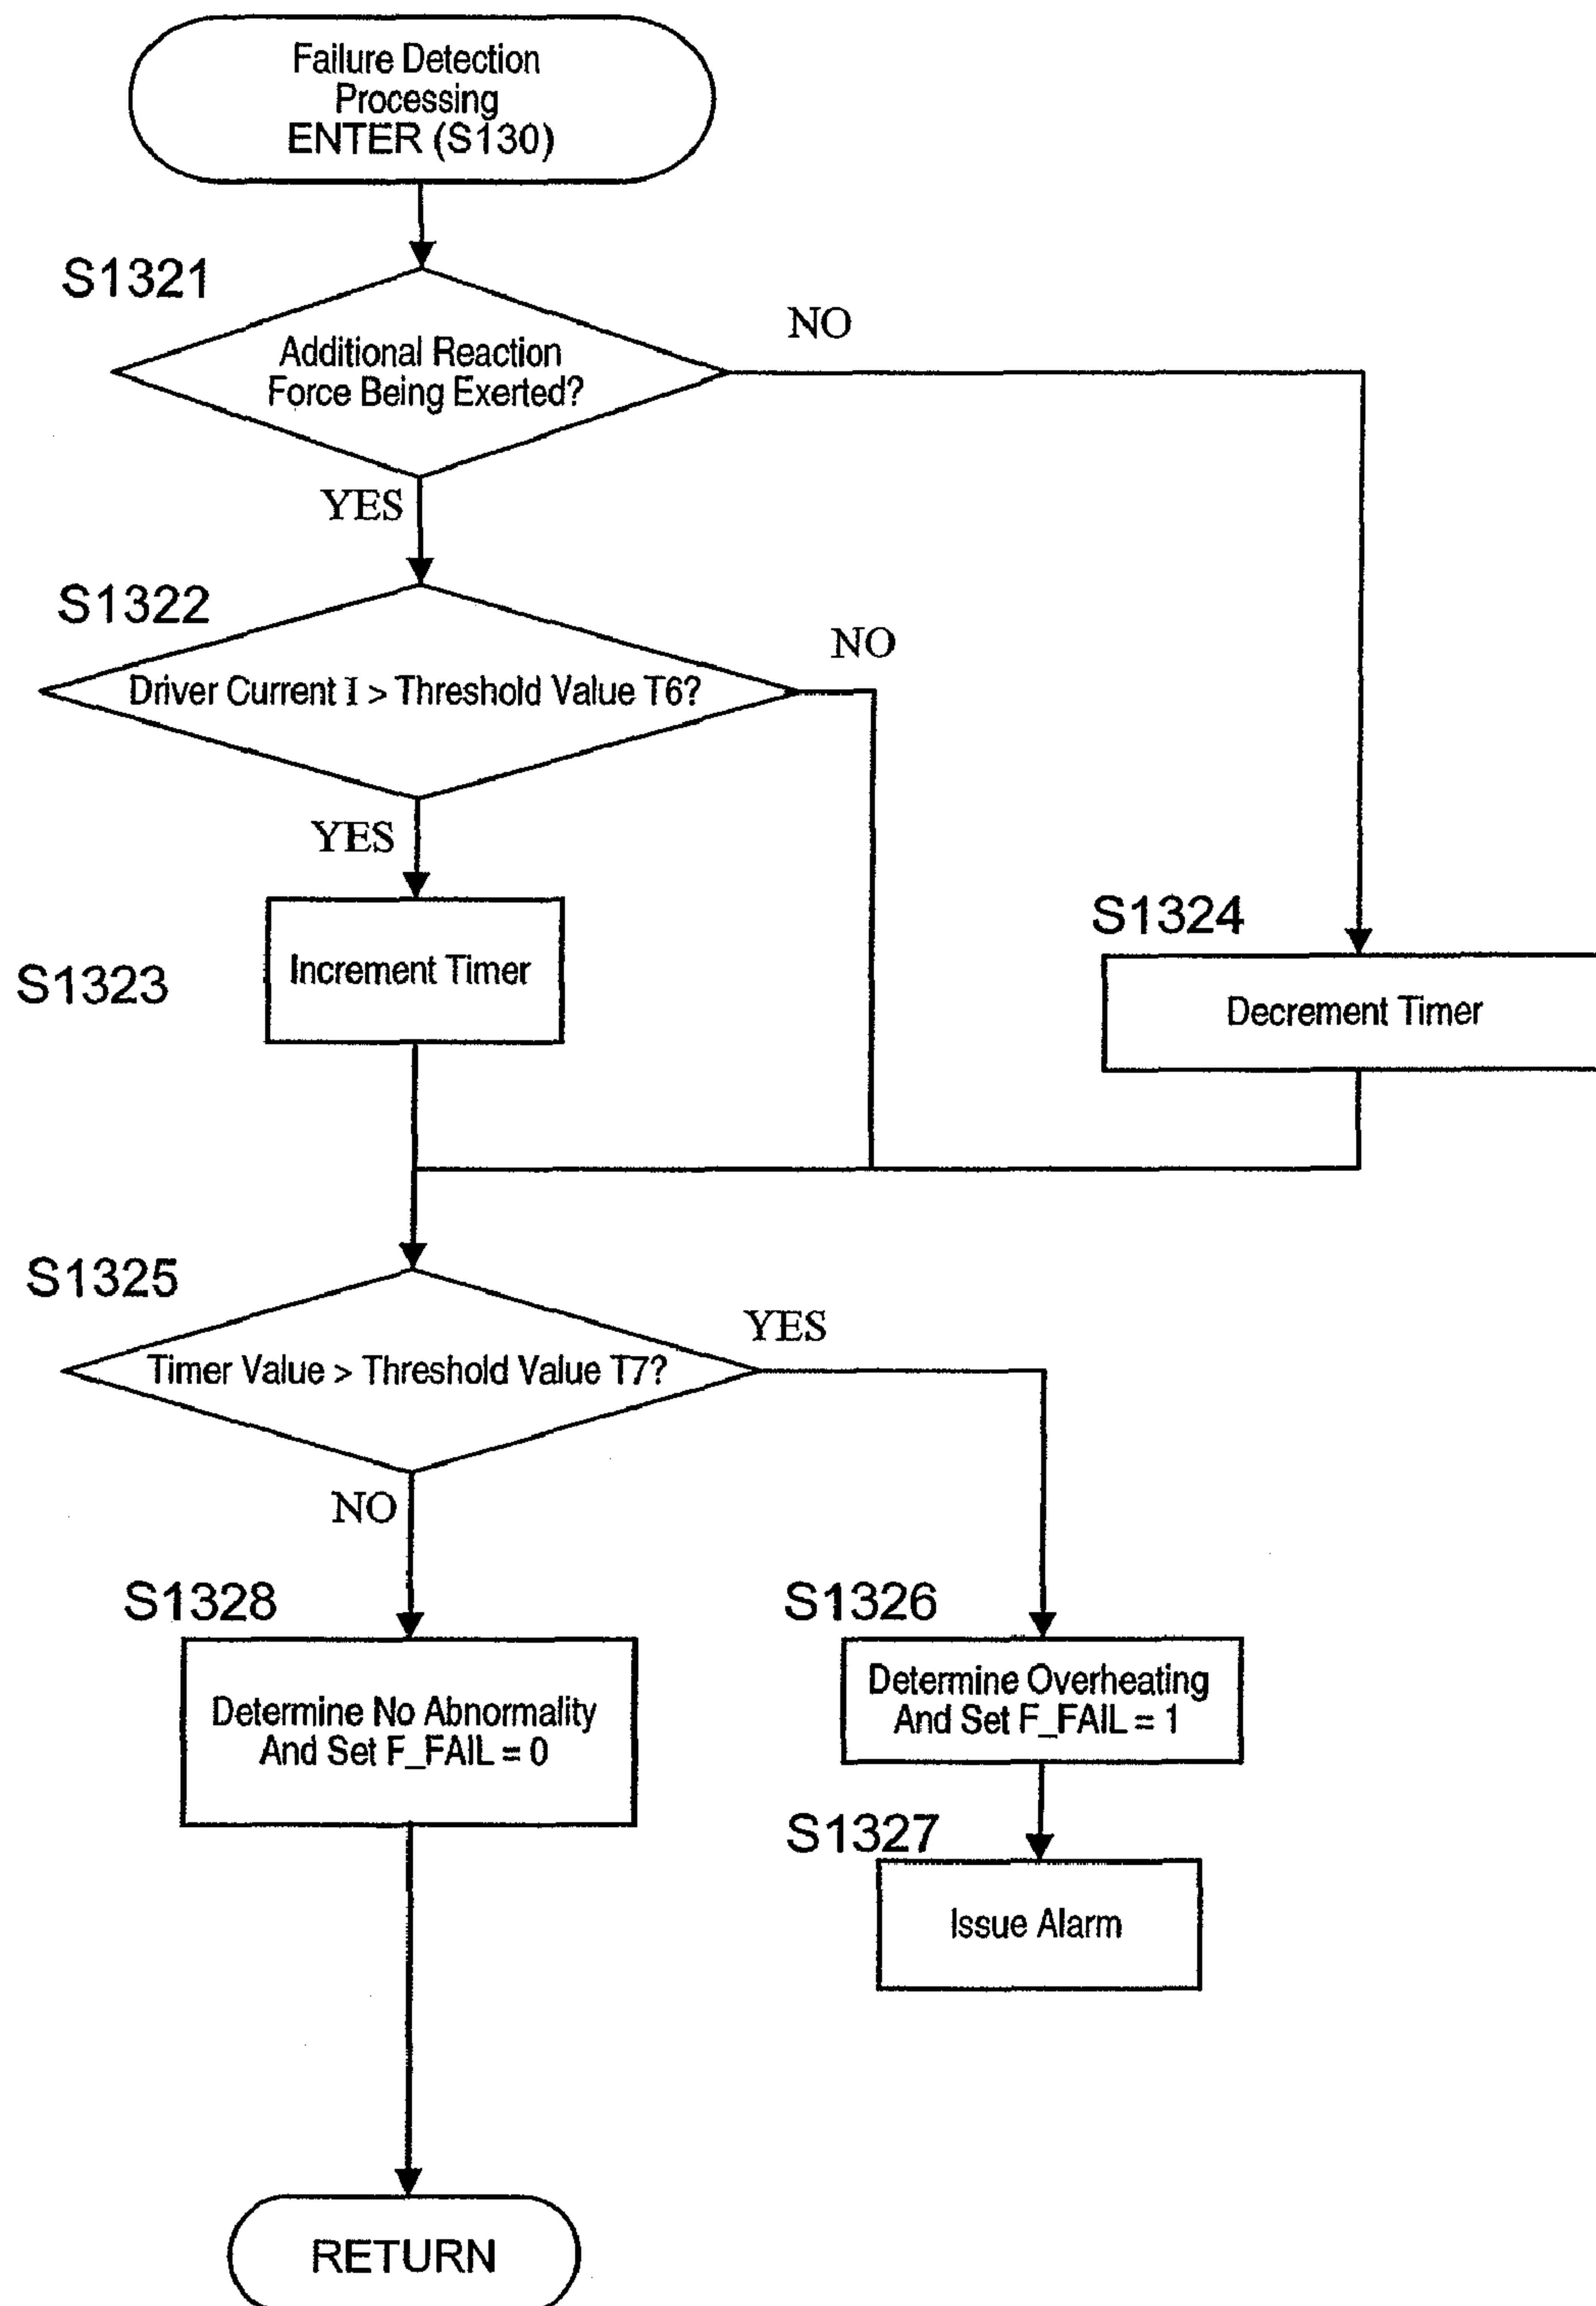 Failure Detection
Processing
ENTER (S130)
S1321
Additional Reaction
Force Being Exerted?
NO
YES
S1322
Driver Current I > Threshold Value T6?
NO
YES
S1323
Increment Timer
S1324
Decrement Timer
S1325
Timer Value > Threshold Value T7?
YES
NO
S1328
Determine No Abnormality
And Set F_FAIL = 0
S1326
Determine Overheating
And Set F_FAIL = 1
S1327
Issue Alarm
RETURN